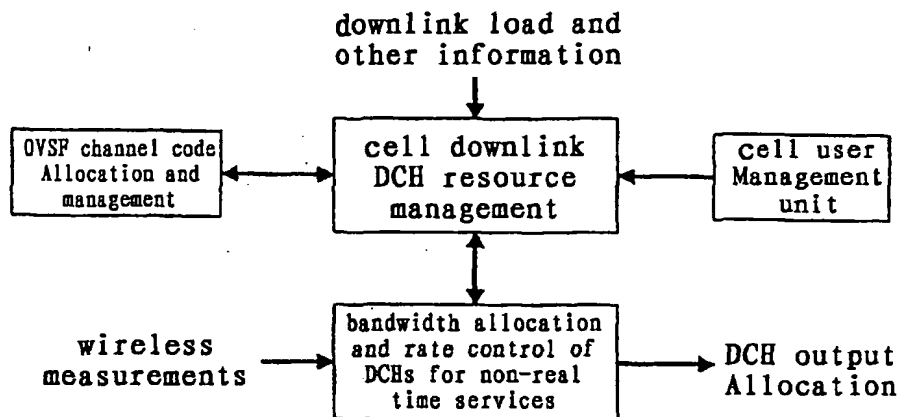 downlink load and
other information
OVSF channel code
Allocation and
management
cell downlink
DCH resource
management
cell user
Management
unit
wireless
measurements
bandwidth allocation
and rate control of
DCHs for non-real
time services
DCH output
Allocation